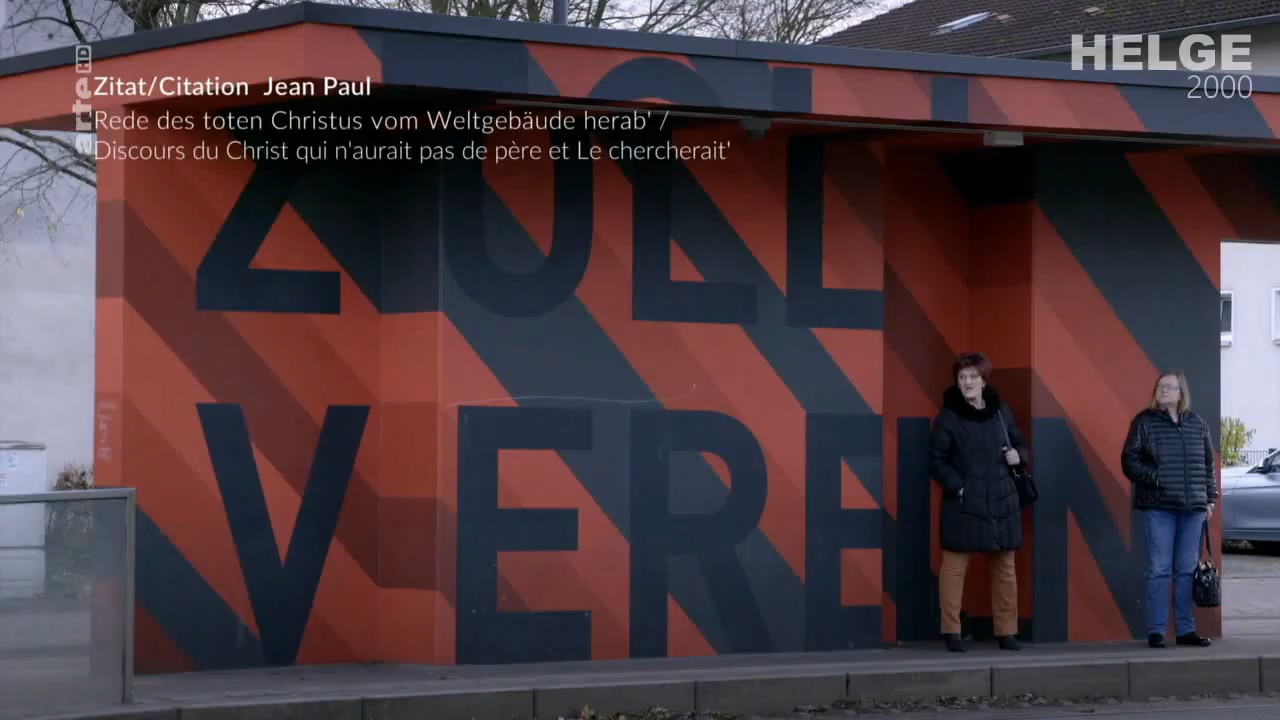 HELGE
2000
arte HD
Zitat/Citation Jean Paul
'Rede des toten Christus vom Weltgebäude herab' /
'Discours du Christ qui n'aurait pas de père et Le chercherait'
ZOLL
VEREIN